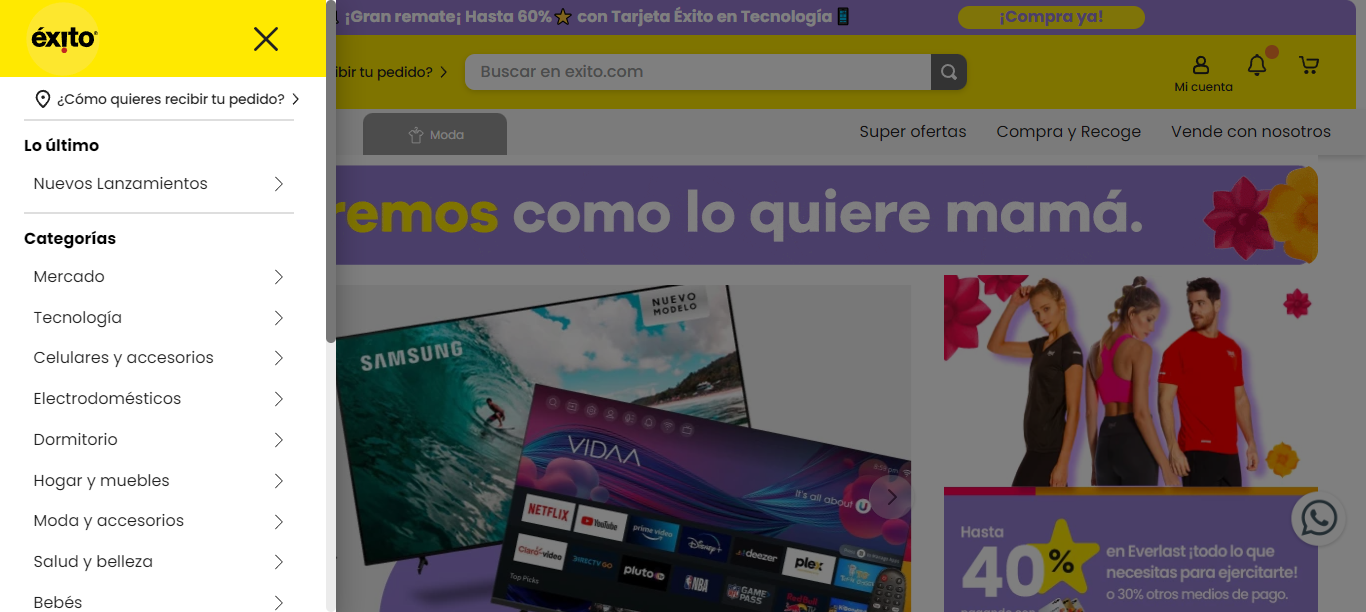 éxito
¿Cómo quieres recibir tu pedido?
Lo último
Nuevos Lanzamientos
Categorías
Mercado
Tecnología
Celulares y accesorios
Electrodomésticos
Dormitorio
Hogar y muebles
Moda y accesorios
Salud y belleza
Bebés
¡Gran remate¡ Hasta 60% con Tarjeta Éxito en Tecnología
¡Compra ya!
tu pedido?
Buscar en exito.com
Mi cuenta
Moda
Super ofertas
Compra y Recoge
Vende con nosotros
como lo quiere mamá.
NUEVO
MODELO
SAMSUNG
VIDAA
It's all about U
NETFLIX
YouTube
prime video
Disney+
deezer
plex
Claro video
DIRECTV GO
pluto tv
NBA
GAME PASS
Red Bull
Top Picks
Hasta
40%
en Everlast ¡todo lo que
necesitas para ejercitarte!
o 30% otros medios de pago.